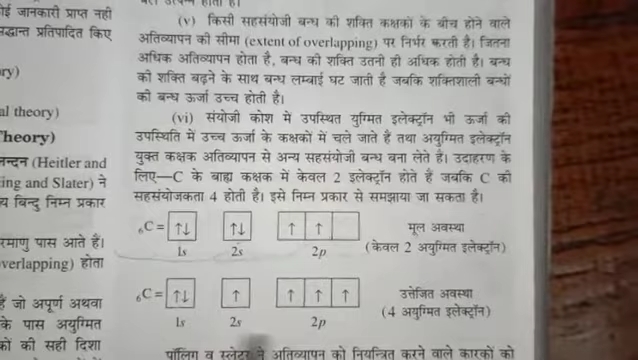 ई जानकारी प्राप्त नहीं
द्धान्त प्रतिपादित किए
ry)
al theory)
Theory)
नन्दन (Heitler and
ing and Slater) ने
य बिन्दु निम्न प्रकार
रमाणु पास आते हैं।
verlapping) होता
है जो अपूर्ण अथवा
के पास अयुग्मित
कों की सही दिशा
(v) किसी सहसंयोजी बन्ध की शक्ति कक्षकों के बीच होने वाले
अतिव्यापन की सीमा (extent of overlapping) पर निर्भर करती है। जितना
अधिक अतिव्यापन होता है, बन्ध की शक्ति उतनी ही अधिक होती है। बन्ध
की शक्ति बढ़ने के साथ बन्ध लम्बाई घट जाती है जबकि शक्तिशाली बन्धों
की बन्ध ऊर्जा उच्च होती है।
(vi) संयोजी कोश में उपस्थित युग्मित इलेक्ट्रॉन भी ऊर्जा की
उपस्थिति में उच्च ऊर्जा के कक्षकों में चले जाते है तथा अयुग्मित इलेक्ट्रॉन
युक्त कक्षक अतिव्यापन से अन्य सहसंयोजी बन्ध बना लेते है। उदाहरण के
लिए—C के बाह्य कक्षक में केवल 2 इलेक्ट्रॉन होते है जबकि C की
सहसंयोजकता 4 होती है। इसे निम्न प्रकार से समझाया जा सकता है।
₆C= ↑↓ ↑↓ ↑ ↑ मूल अवस्था
1s 2s 2p (केवल 2 अयुग्मित इलेक्ट्रॉन)
₆C= ↑↓ ↑ ↑ ↑ ↑ उत्तेजित अवस्था
1s 2s 2p (4 अयुग्मित इलेक्ट्रॉन)
पॉलिंग व स्लेटर ने अतिव्यापन को नियन्त्रित करने वाले कारकों को